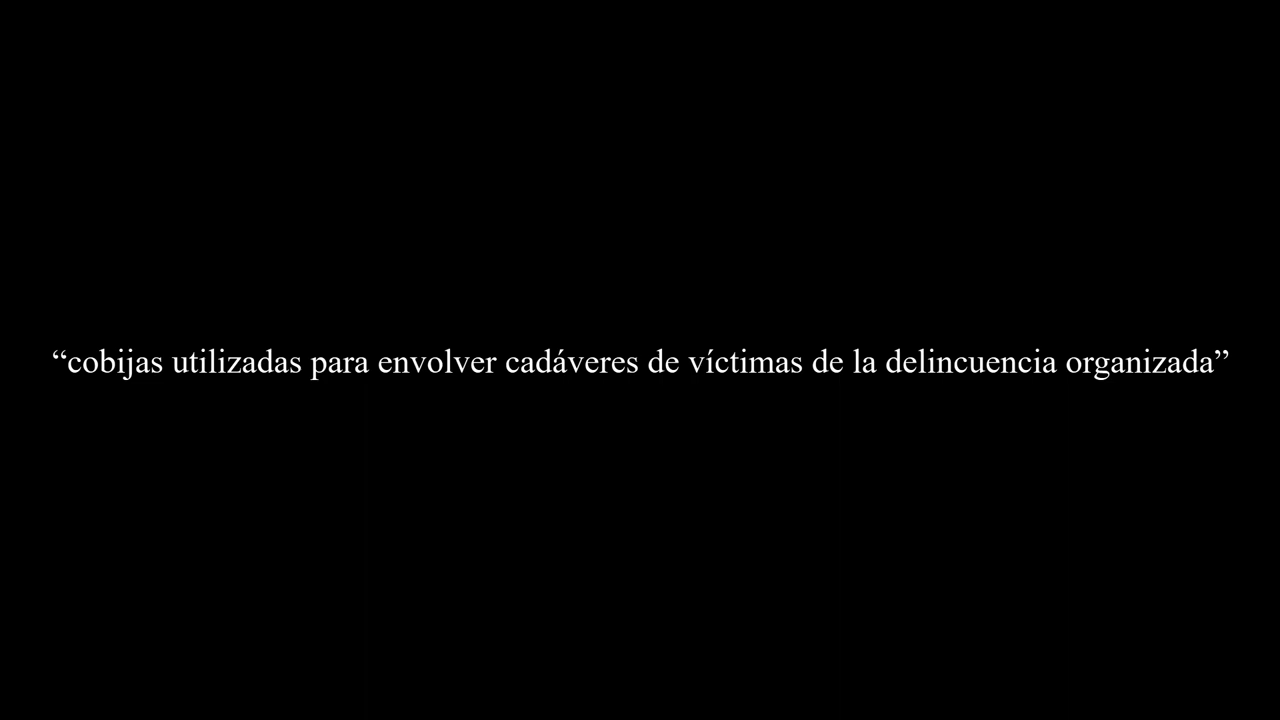 “cobijas utilizadas para envolver cadáveres de víctimas de la delincuencia organizada”